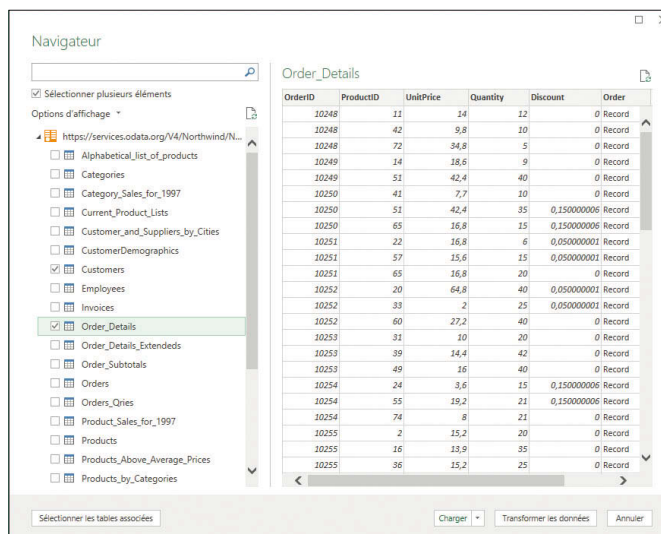 Navigateur
Sélectionner plusieurs éléments
Options d'affichage
https://services.odata.org/V4/Northwind/N...
Alphabetical_list_of_products
Categories
Category_Sales_for_1997
Current_Product_Lists
Customer_and_Suppliers_by_Cities
CustomerDemographics
Customers
Employees
Invoices
Order_Details
Order_Details_Extendeds
Order_Subtotals
Orders
Orders_Qries
Product_Sales_for_1997
Products
Products_Above_Average_Prices
Products_by_Categories
Order_Details
OrderID ProductID UnitPrice Quantity Discount Order
10248 11 14 12 0 Record
10248 42 9,8 10 0 Record
10248 72 34,8 5 0 Record
10249 14 18,6 9 0 Record
10249 51 42,4 40 0 Record
10250 41 7,7 10 0 Record
10250 51 42,4 35 0,150000006 Record
10250 65 16,8 15 0,150000006 Record
10251 22 16,8 6 0,050000001 Record
10251 57 15,6 15 0,050000001 Record
10251 65 16,8 20 0 Record
10252 20 64,8 40 0,050000001 Record
10252 33 2 25 0,050000001 Record
10252 60 27,2 40 0 Record
10253 31 10 20 0 Record
10253 39 14,4 42 0 Record
10253 49 16 40 0 Record
10254 24 3,6 15 0,150000006 Record
10254 55 19,2 21 0,150000006 Record
10254 74 8 21 0 Record
10255 2 15,2 20 0 Record
10255 16 13,9 35 0 Record
10255 36 15,2 25 0 Record
Sélectionner les tables associées
Charger
Transformer les données
Annuler